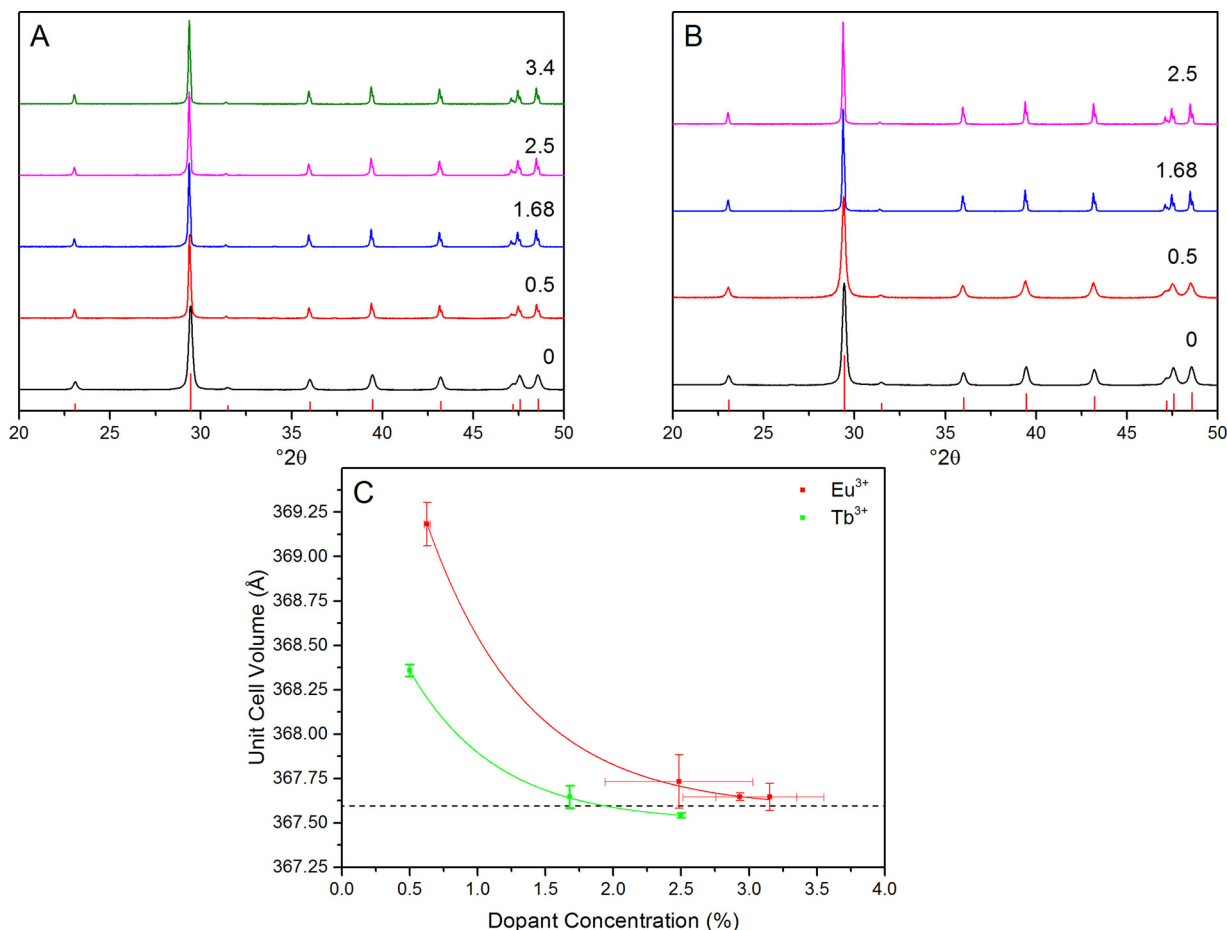 A
3.4
2.5
1.68
0.5
0
20 25 30 35 40 45 50
°2θ
B
2.5
1.68
0.5
0
20 25 30 35 40 45 50
°2θ
C
Eu³⁺
Tb³⁺
369.25
369.00
368.75
368.50
368.25
368.00
367.75
367.50
367.25
Unit Cell Volume (Å)
0.0 0.5 1.0 1.5 2.0 2.5 3.0 3.5 4.0
Dopant Concentration (%)